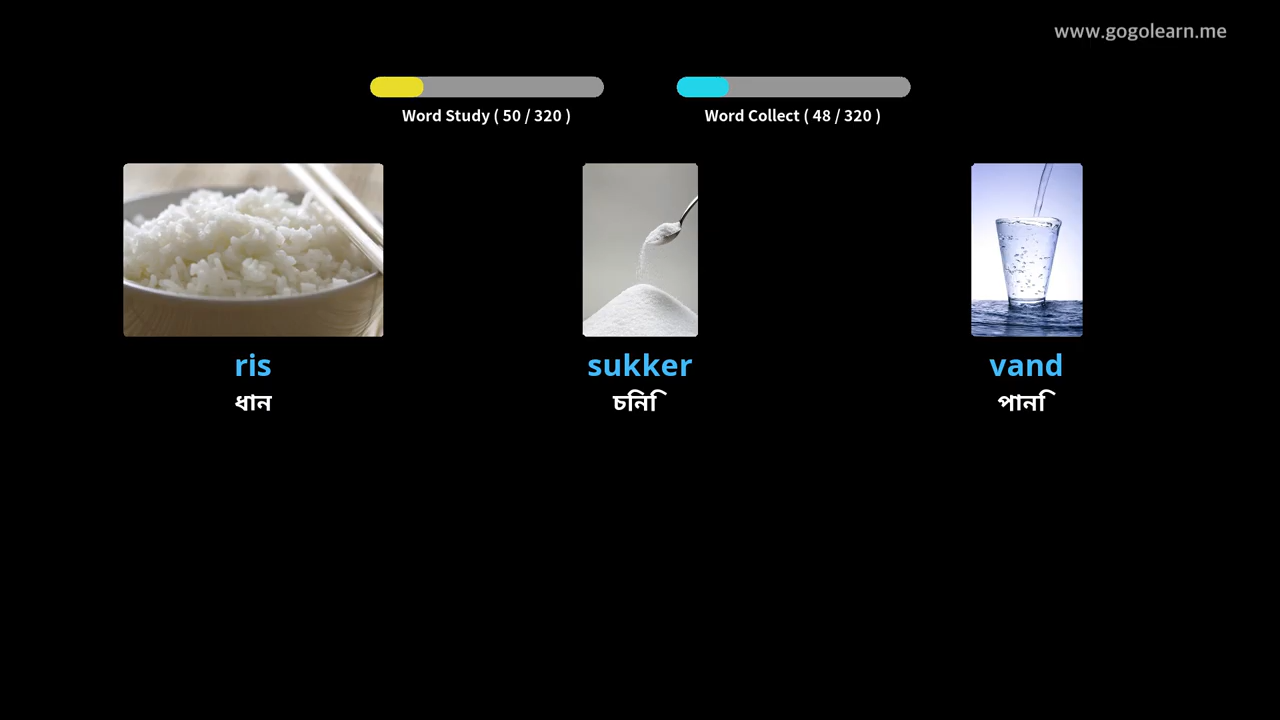 www.gogolearn.me
Word Study ( 50 / 320 )
Word Collect ( 48 / 320 )
ris
sukker
vand
ধান
চিনি
পানি